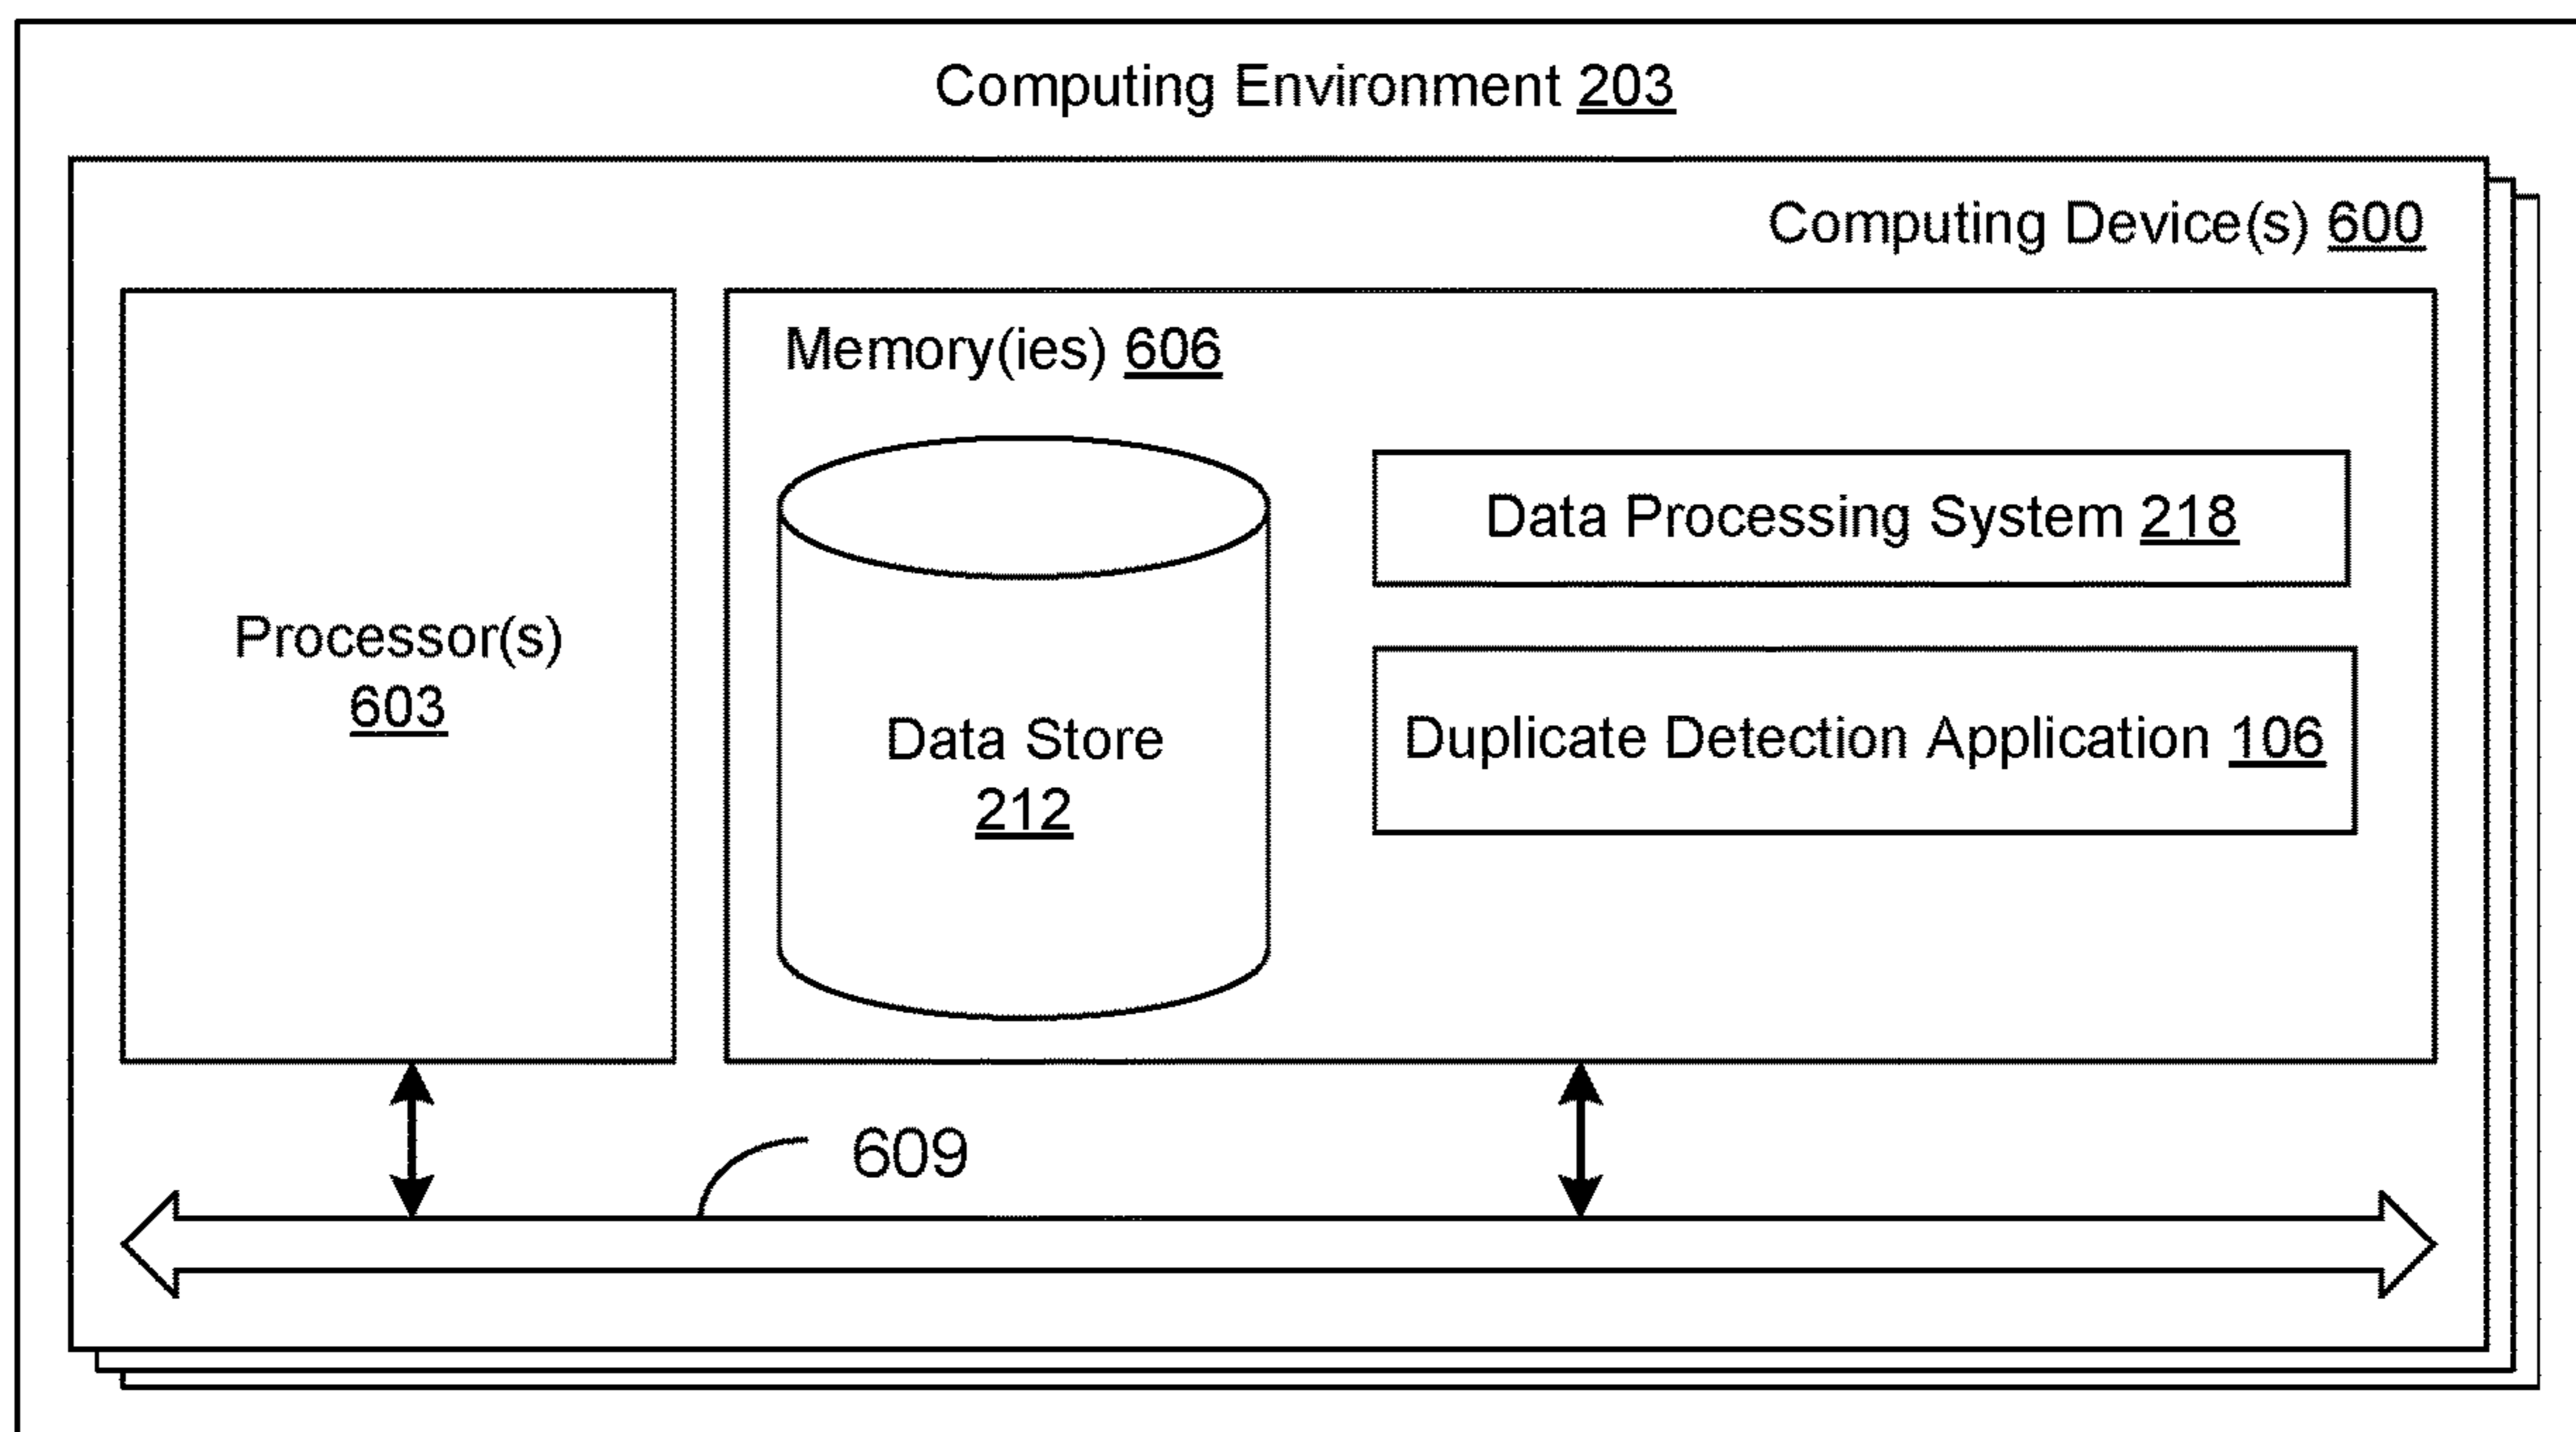 Computing Environment 203
Computing Device(s) 600
Memory(ies) 606
Data Processing System 218
Processor(s)
603
Data Store
212
Duplicate Detection Application 106
609